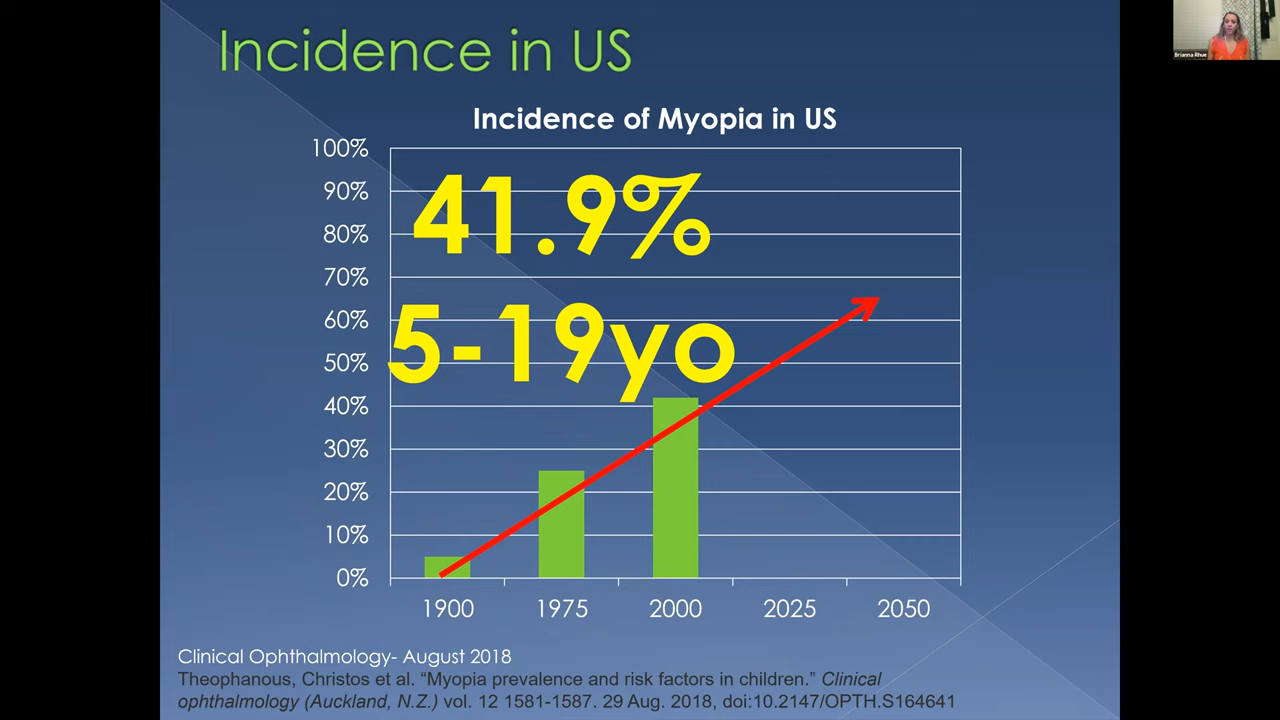 Incidence in US
Brianna Rhue
Incidence of Myopia in US
100%
90%
80%
70%
60%
50%
40%
30%
20%
10%
0%
41.9%
5-19yo
1900 1975 2000 2025 2050
Clinical Ophthalmology- August 2018
Theophanous, Christos et al. “Myopia prevalence and risk factors in children.” Clinical
ophthalmology (Auckland, N.Z.) vol. 12 1581-1587. 29 Aug. 2018, doi:10.2147/OPTH.S164641